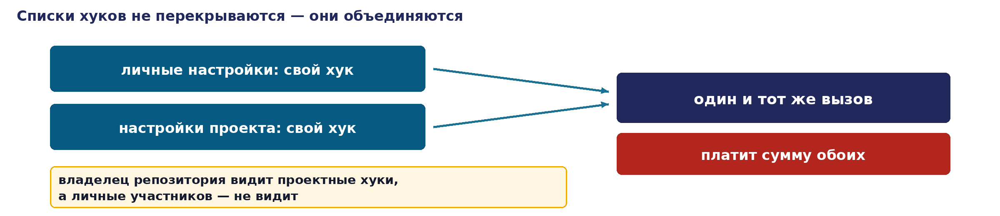 Списки хуков не перекрываются — они объединяются
личные настройки: свой хук
настройки проекта: свой хук
один и тот же вызов
платит сумму обоих
владелец репозитория видит проектные хуки,
а личные участников — не видит